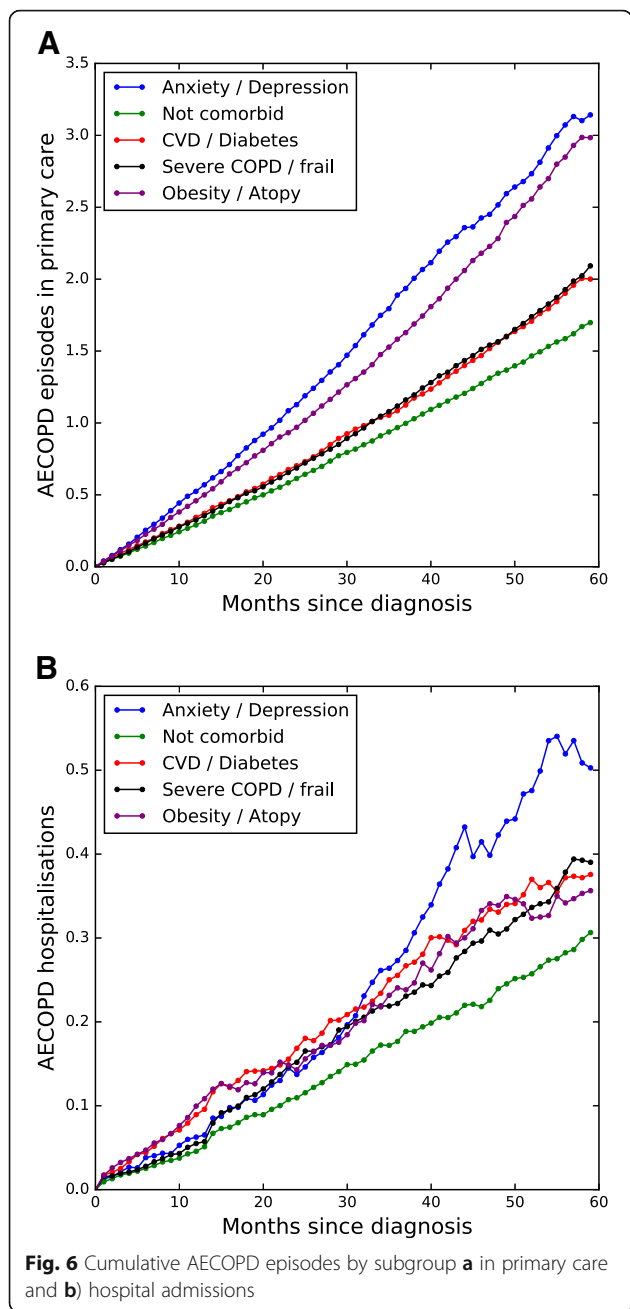 A
3.5
3.0
2.5
2.0
1.5
1.0
0.5
0.0
AECOPD episodes in primary care
Anxiety / Depression
Not comorbid
CVD / Diabetes
Severe COPD / frail
Obesity / Atopy
0 10 20 30 40 50 60
Months since diagnosis
B
0.6
0.5
0.4
0.3
0.2
0.1
0.0
AECOPD hospitalisations
Anxiety / Depression
Not comorbid
CVD / Diabetes
Severe COPD / frail
Obesity / Atopy
0 10 20 30 40 50 60
Months since diagnosis
Fig. 6 Cumulative AECOPD episodes by subgroup a in primary care
and b) hospital admissions